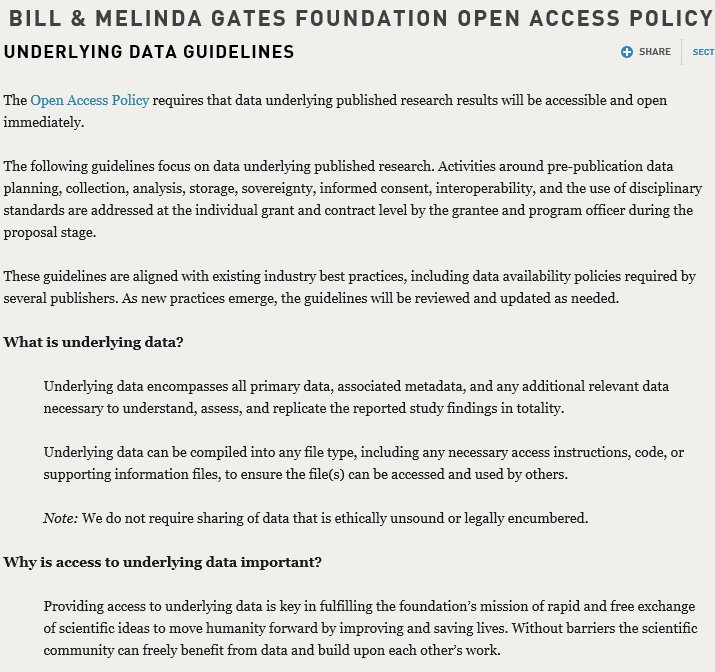 BILL & MELINDA GATES FOUNDATION OPEN ACCESS POLICY
UNDERLYING DATA GUIDELINES
SHARE
SECT
The Open Access Policy requires that data underlying published research results will be accessible and open
immediately.
The following guidelines focus on data underlying published research. Activities around pre-publication data
planning, collection, analysis, storage, sovereignty, informed consent, interoperability, and the use of disciplinary
standards are addressed at the individual grant and contract level by the grantee and program officer during the
proposal stage.
These guidelines are aligned with existing industry best practices, including data availability policies required by
several publishers. As new practices emerge, the guidelines will be reviewed and updated as needed.
What is underlying data?
Underlying data encompasses all primary data, associated metadata, and any additional relevant data
necessary to understand, assess, and replicate the reported study findings in totality.
Underlying data can be compiled into any file type, including any necessary access instructions, code, or
supporting information files, to ensure the file(s) can be accessed and used by others.
Note: We do not require sharing of data that is ethically unsound or legally encumbered.
Why is access to underlying data important?
Providing access to underlying data is key in fulfilling the foundation's mission of rapid and free exchange
of scientific ideas to move humanity forward by improving and saving lives. Without barriers the scientific
community can freely benefit from data and build upon each other's work.